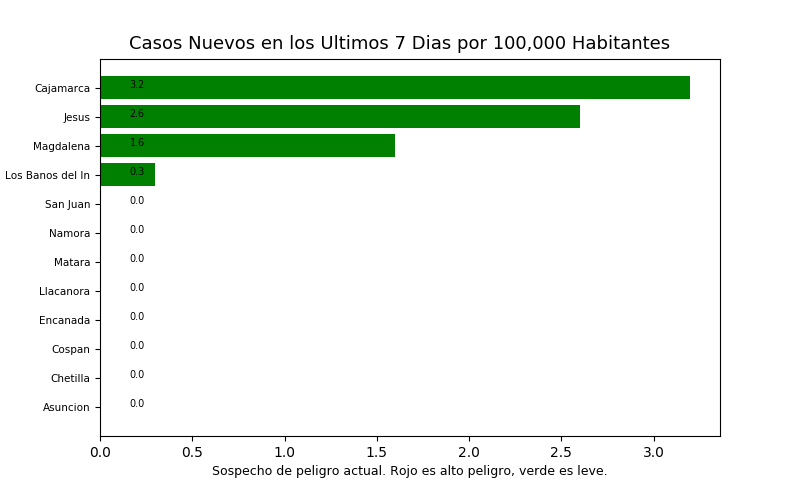 Casos Nuevos en los Ultimos 7 Dias por 100,000 Habitantes
Cajamarca 3.2
Jesus 2.6
Magdalena 1.6
Los Banos del In 0.3
San Juan 0.0
Namora 0.0
Matara 0.0
Llacanora 0.0
Encanada 0.0
Cospan 0.0
Chetilla 0.0
Asuncion 0.0
0.0 0.5 1.0 1.5 2.0 2.5 3.0
Sospecho de peligro actual. Rojo es alto peligro, verde es leve.